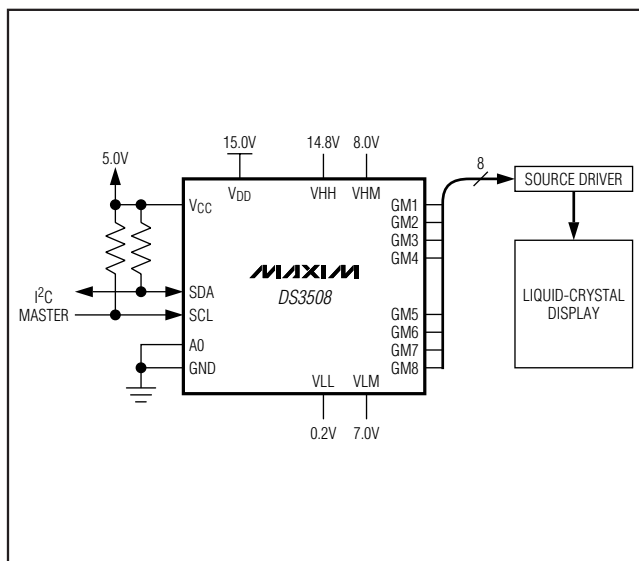 15.0V 14.8V 8.0V
5.0V
8
VCC
VDD VHH VHM
GM1
GM2
GM3
GM4
SOURCE DRIVER
MAXIM
DS3508
I2C
MASTER
SDA
SCL
A0
GND
GM5
GM6
GM7
GM8
LIQUID-CRYSTAL
DISPLAY
VLL VLM
0.2V 7.0V